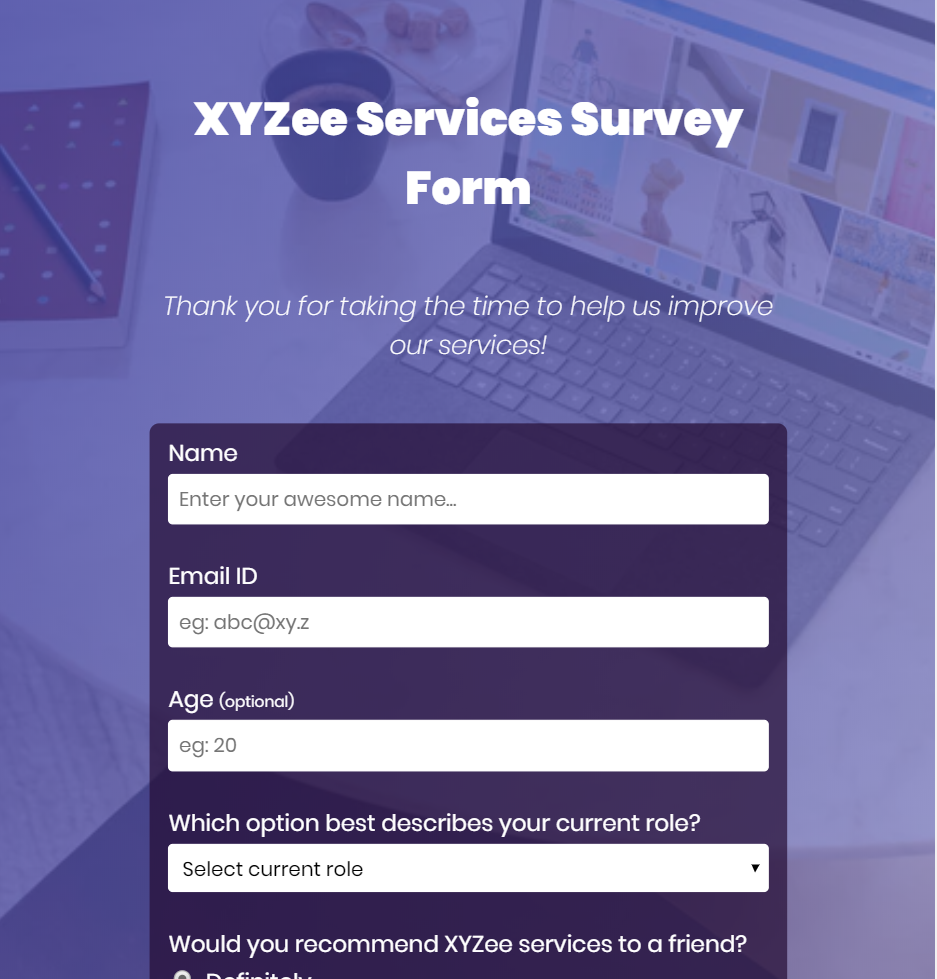 XYZee Services Survey
Form
Thank you for taking the time to help us improve
our services!
Name
Enter your awesome name...
Email ID
eg: abc@xy.z
Age (optional)
eg: 20
Which option best describes your current role?
Select current role
Would you recommend XYZee services to a friend?
Definitely